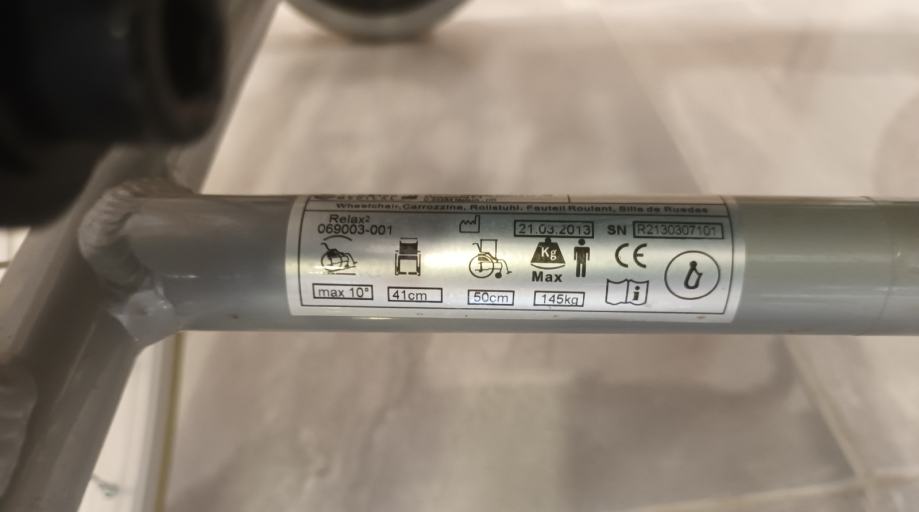 Wheelchair, Carrozzine, Rollstuhl, Fauteil Roulant, Silla de Ruedas
Relax²
069003-001
21.03.2013 SN R2130307101
Kg
Max
CE
max 10° 41cm 50cm 145kg
i